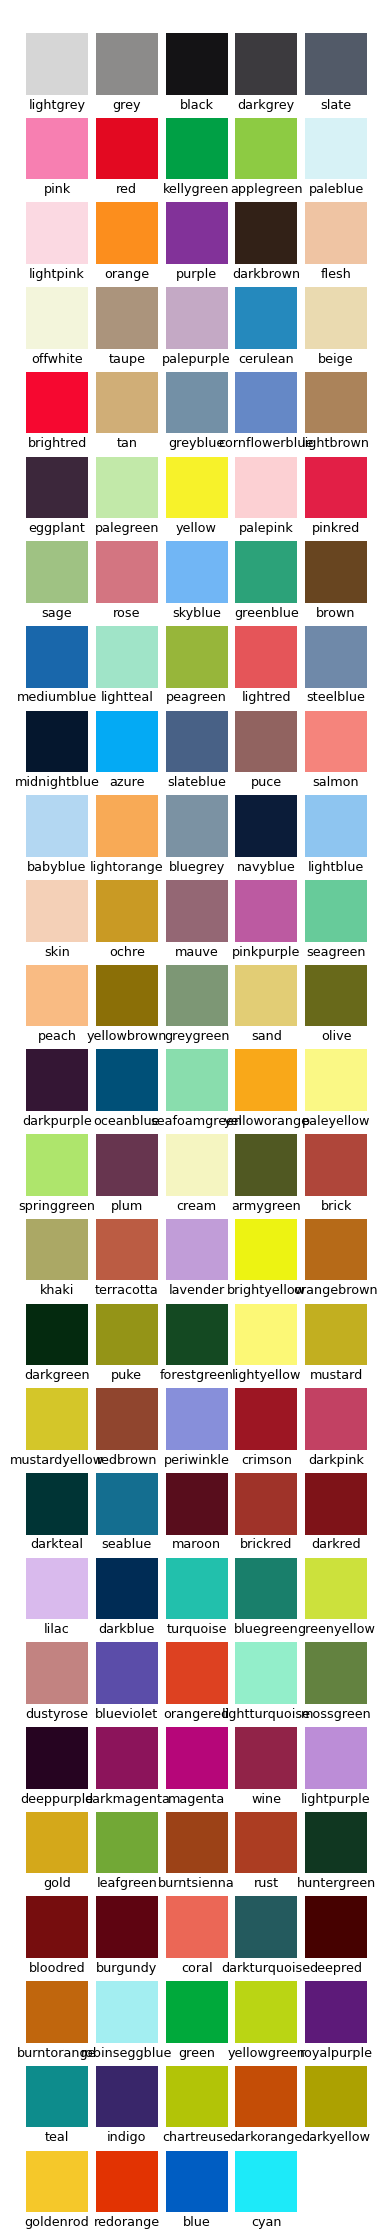 lightgrey grey black darkgrey slate
pink red kellygreen applegreen paleblue
lightpink orange purple darkbrown flesh
offwhite taupe palepurple cerulean beige
brightred tan greyblue cornflowerblue lightbrown
eggplant palegreen yellow palepink pinkred
sage rose skyblue greenblue brown
mediumblue lightteal peagreen lightred steelblue
midnightblue azure slateblue puce salmon
babyblue lightorange bluegrey navyblue lightblue
skin ochre mauve pinkpurple seagreen
peach yellowbrown greygreen sand olive
darkpurple oceanblue seafoamgreen yelloworange paleyellow
springgreen plum cream armygreen brick
khaki terracotta lavender brightyellow orangebrown
darkgreen puke forestgreen lightyellow mustard
mustardyellow redbrown periwinkle crimson darkpink
darkteal seablue maroon brickred darkred
lilac darkblue turquoise bluegreen greenyellow
dustyrose blueviolet orangered lightturquoise mossgreen
deeppurple darkmagenta magenta wine lightpurple
gold leafgreen burntsienna rust huntergreen
bloodred burgundy coral darkturquoise deepred
burntorange robinseggblue green yellowgreen royalpurple
teal indigo chartreuse darkorange darkyellow
goldenrod redorange blue cyan